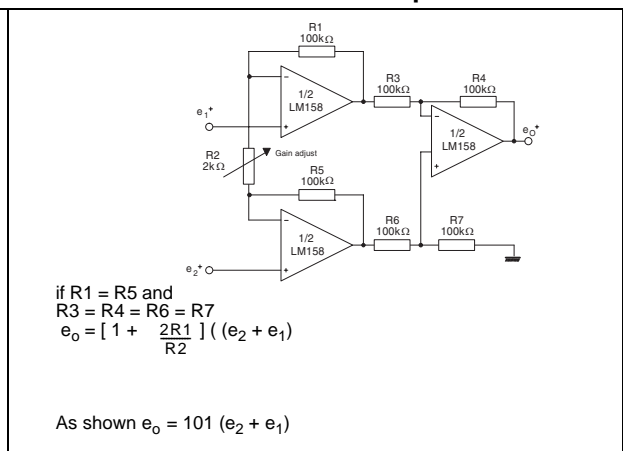 R1
100kΩ
1/2
LM158
R3
100kΩ
R4
100kΩ
e1+
1/2
LM158
eO+
R2
2kΩ
Gain adjust
R5
100kΩ
1/2
LM158
R6
100kΩ
R7
100kΩ
e2+
if R1 = R5 and
R3 = R4 = R6 = R7
eo = [ 1 + 2R1/R2 ] ( (e2 + e1)
As shown eo = 101 (e2 + e1)